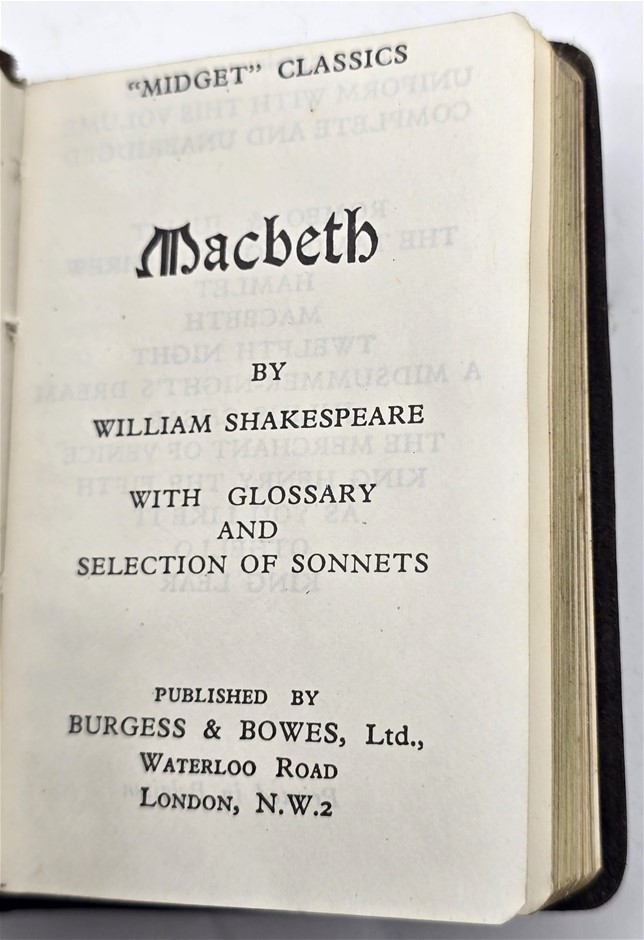 “MIDGET” CLASSICS
Macbeth
BY
WILLIAM SHAKESPEARE
WITH GLOSSARY
AND
SELECTION OF SONNETS
PUBLISHED BY
BURGESS & BOWES, Ltd.,
WATERLOO ROAD
LONDON, N.W.2